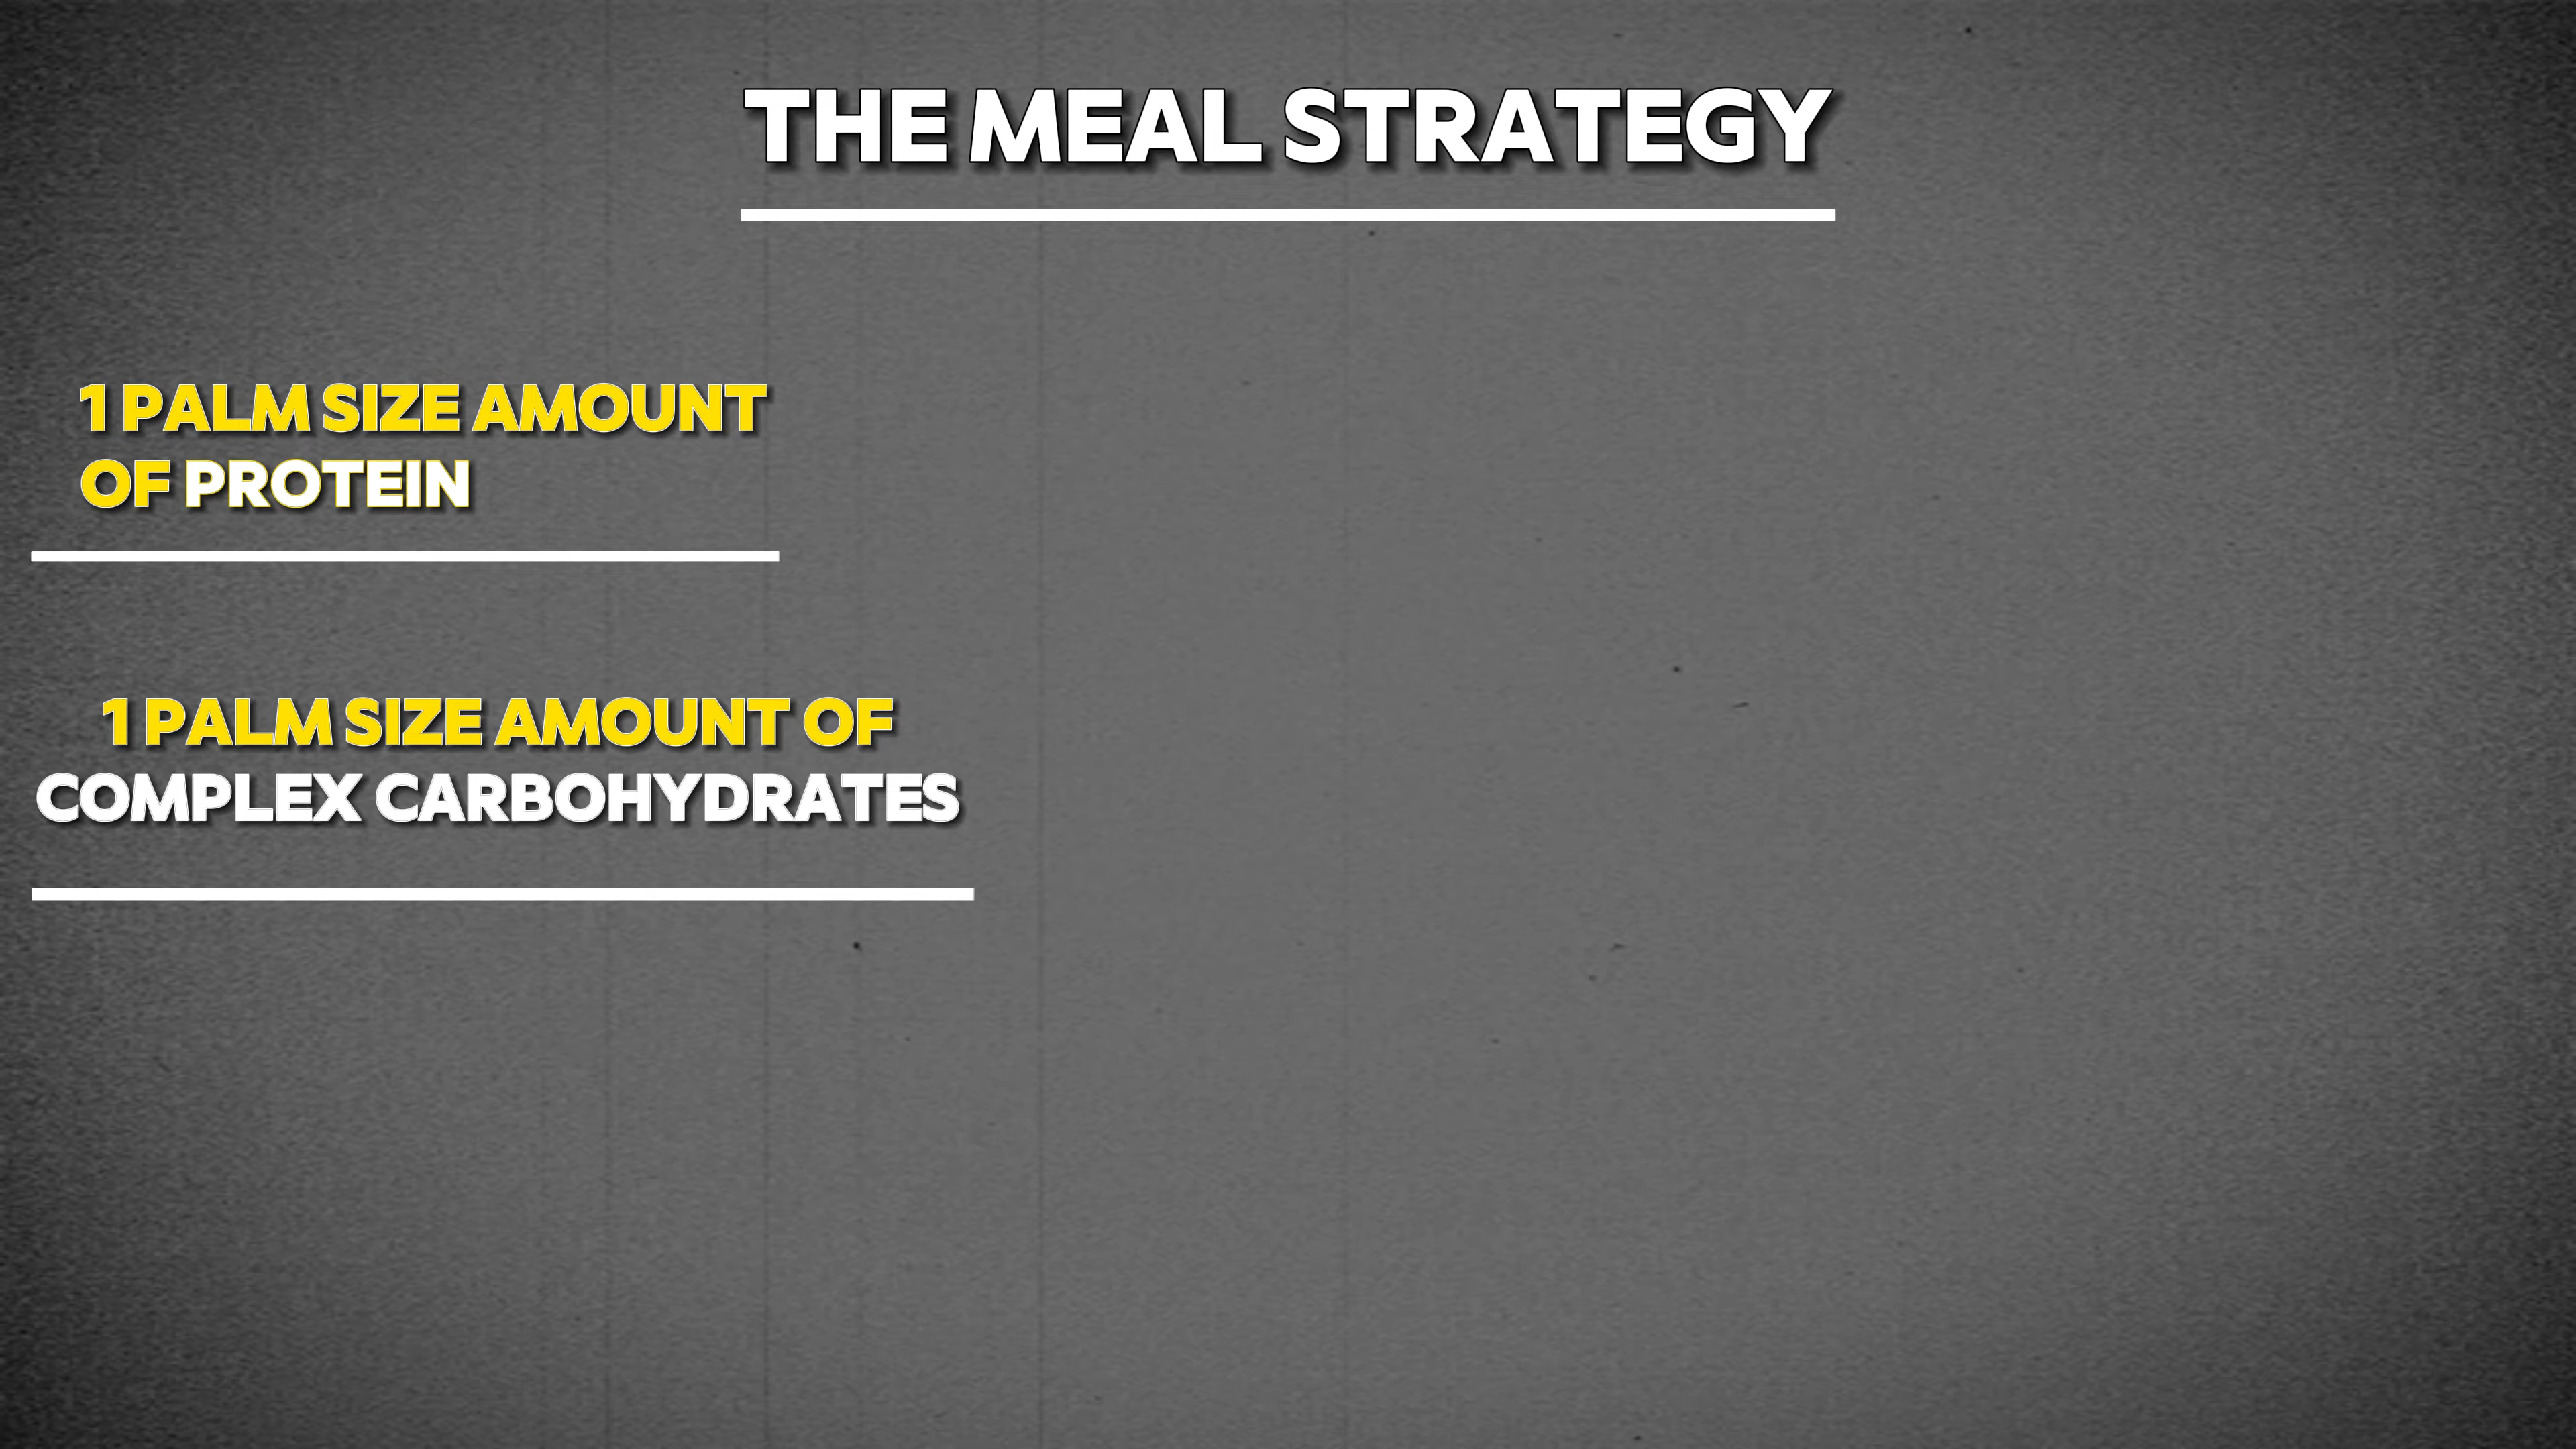 THE MEAL STRATEGY
1 PALM SIZE AMOUNT
OF PROTEIN
1 PALM SIZE AMOUNT OF
COMPLEX CARBOHYDRATES